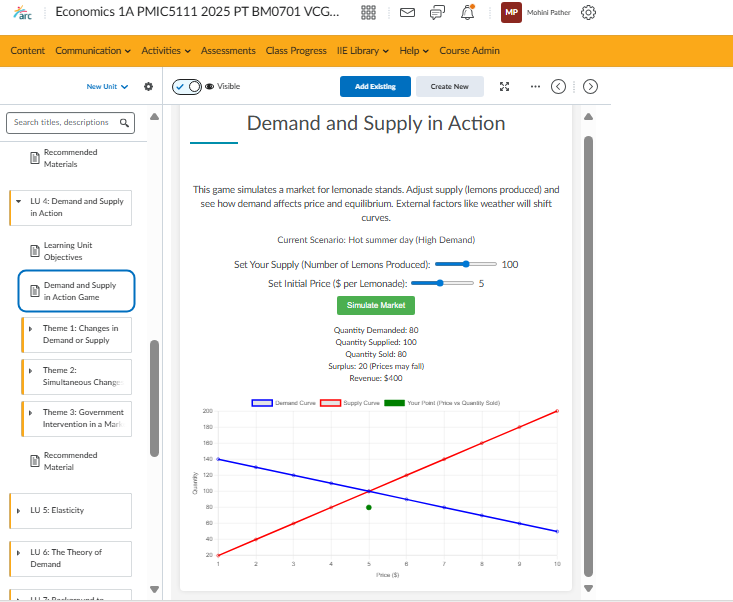 arc
Economics 1A PMIC5111 2025 PT BM0701 VCG...
MP
Mohini Pather
Content
Communication
Activities
Assessments
Class Progress
IIE Library
Help
Course Admin
New Unit
Visible
Add Existing
Create New
...
Search titles, descriptions
Recommended
Materials
LU 4: Demand and Supply
in Action
Learning Unit
Objectives
Demand and Supply
in Action Game
Theme 1: Changes in
Demand or Supply
Theme 2:
Simultaneous Changes
Theme 3: Government
Intervention in a Mark
Recommended
Material
LU 5: Elasticity
LU 6: The Theory of
Demand
LU 7: Background to
Demand and Supply in Action
This game simulates a market for lemonade stands. Adjust supply (lemons produced) and
see how demand affects price and equilibrium. External factors like weather will shift
curves.
Current Scenario: Hot summer day (High Demand)
Set Your Supply (Number of Lemons Produced): 100
Set Initial Price ($ per Lemonade): 5
Simulate Market
Quantity Demanded: 80
Quantity Supplied: 100
Quantity Sold: 80
Surplus: 20 (Prices may fall)
Revenue: $400
Demand Curve
Supply Curve
Your Point (Price vs Quantity Sold)
Quantity
200
180
160
140
120
100
80
60
40
20
1 2 3 4 5 6 7 8 9 10
Price ($)